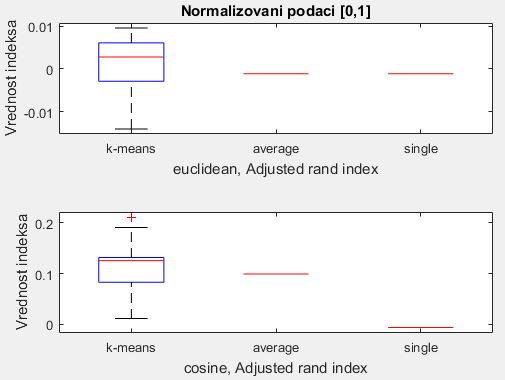 Normalizovani podaci [0,1]
Vrednost indeksa
0.01
0
-0.01
k-means average single
euclidean, Adjusted rand index
Vrednost indeksa
0.2
0.1
0
k-means average single
cosine, Adjusted rand index